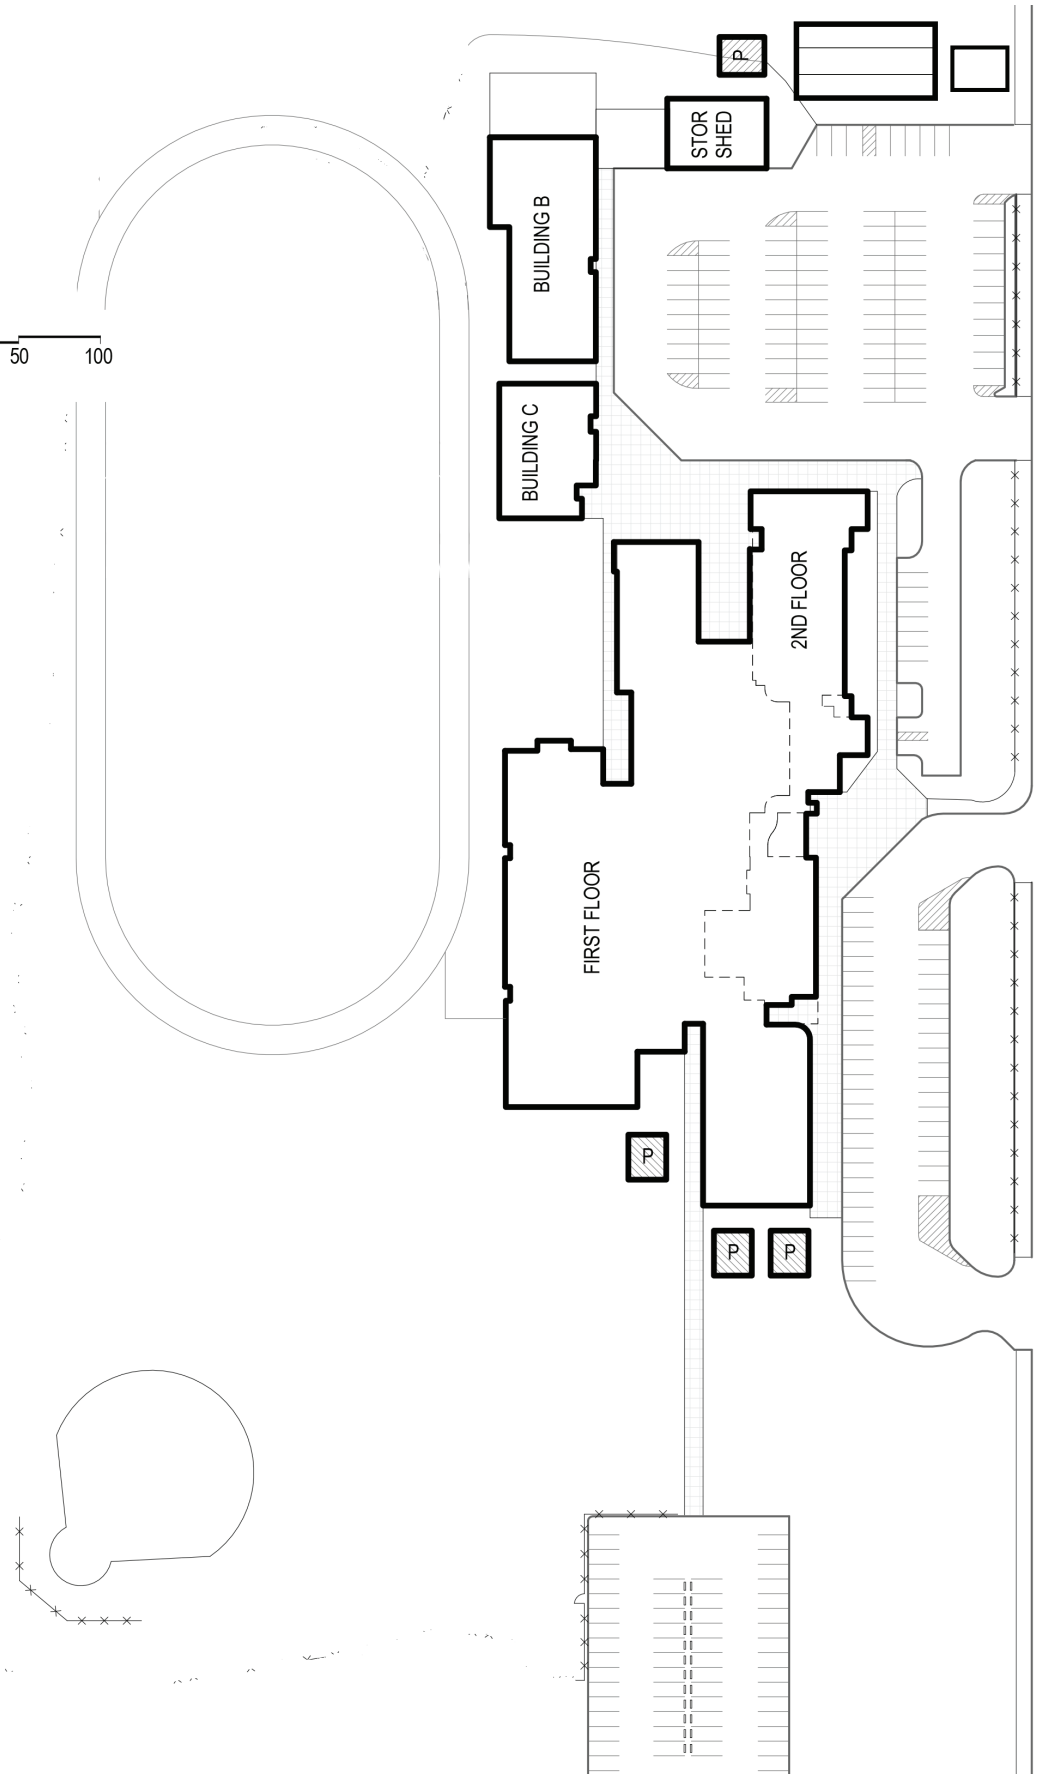 P
STOR
SHED
BUILDING B
50
100
BUILDING C
2ND FLOOR
FIRST FLOOR
P
P
P